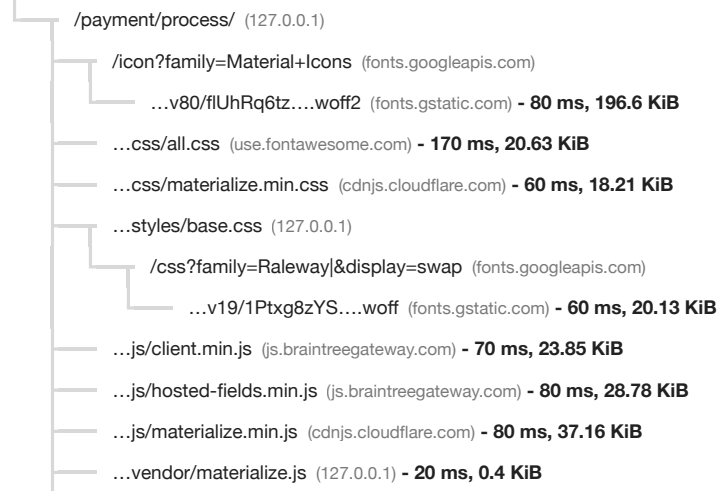 /payment/process/ (127.0.0.1)
/icon?family=Material+Icons (fonts.googleapis.com)
…v80/flUhRq6tz….woff2 (fonts.gstatic.com) - 80 ms, 196.6 KiB
…css/all.css (use.fontawesome.com) - 170 ms, 20.63 KiB
…css/materialize.min.css (cdnjs.cloudflare.com) - 60 ms, 18.21 KiB
…styles/base.css (127.0.0.1)
/css?family=Raleway|&display=swap (fonts.googleapis.com)
…v19/1Ptxg8zYS….woff (fonts.gstatic.com) - 60 ms, 20.13 KiB
…js/client.min.js (js.braintreegateway.com) - 70 ms, 23.85 KiB
…js/hosted-fields.min.js (js.braintreegateway.com) - 80 ms, 28.78 KiB
…js/materialize.min.js (cdnjs.cloudflare.com) - 80 ms, 37.16 KiB
…vendor/materialize.js (127.0.0.1) - 20 ms, 0.4 KiB